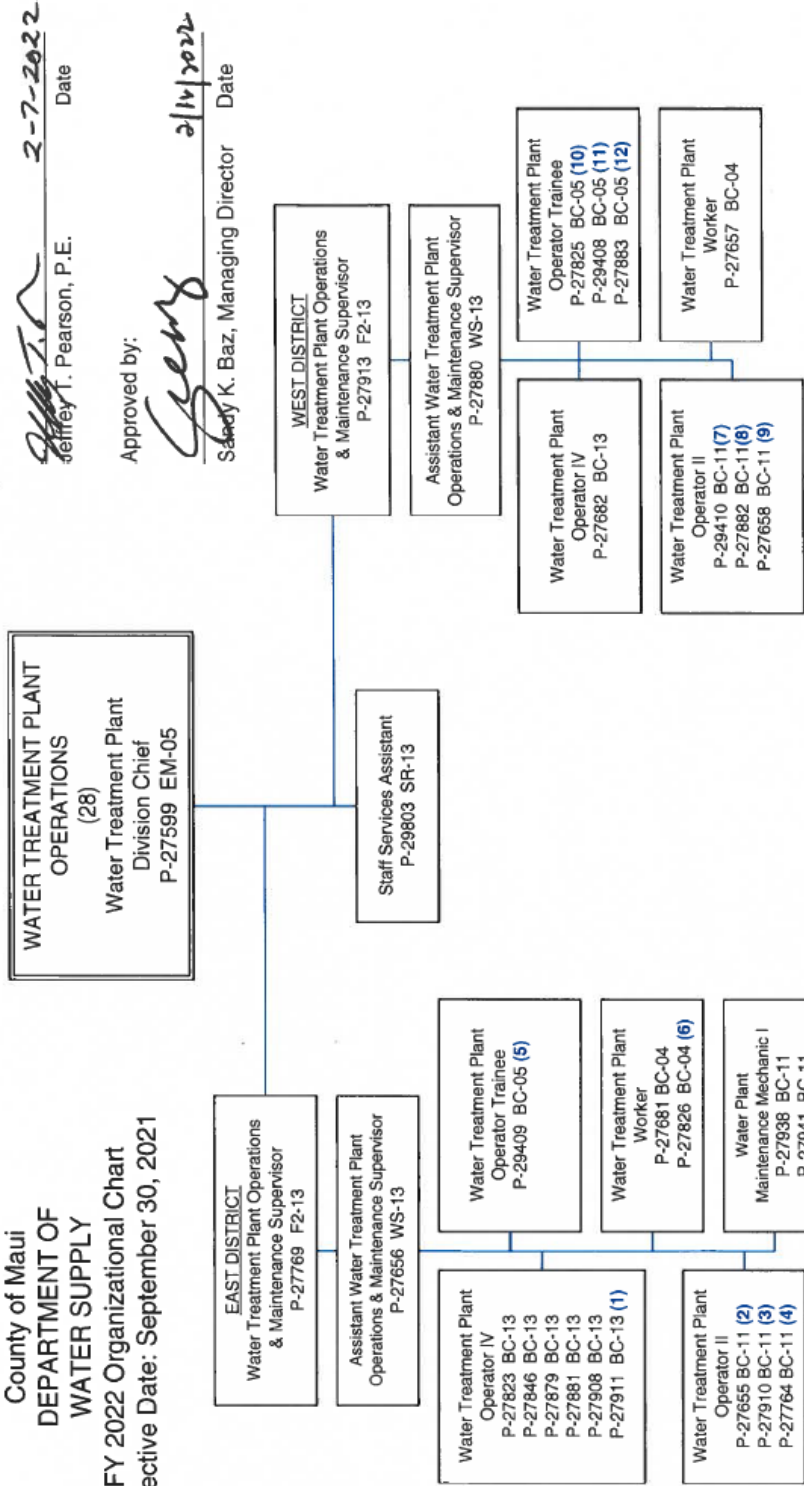 County of Maui
DEPARTMENT OF
WATER SUPPLY
FY 2022 Organizational Chart
ective Date: September 30, 2021
2-7-2022
Jeffrey T. Pearson, P.E.
Date
Approved by:
2/14/2022
Sandy K. Baz, Managing Director
Date
WATER TREATMENT PLANT
OPERATIONS
(28)
Water Treatment Plant
Division Chief
P-27599 EM-05
Staff Services Assistant
P-29803 SR-13
EAST DISTRICT
Water Treatment Plant Operations
& Maintenance Supervisor
P-27769 F2-13
Assistant Water Treatment Plant
Operations & Maintenance Supervisor
P-27656 WS-13
Water Treatment Plant
Operator IV
P-27823 BC-13
P-27846 BC-13
P-27879 BC-13
P-27881 BC-13
P-27908 BC-13
P-27911 BC-13 (1)
Water Treatment Plant
Operator Trainee
P-29409 BC-05 (5)
Water Treatment Plant
Worker
P-27681 BC-04
P-27826 BC-04 (6)
Water Treatment Plant
Operator II
P-27655 BC-11 (2)
P-27910 BC-11 (3)
P-27764 BC-11 (4)
Water Plant
Maintenance Mechanic I
P-27938 BC-11
P-27941 BC-11
WEST DISTRICT
Water Treatment Plant Operations
& Maintenance Supervisor
P-27913 F2-13
Assistant Water Treatment Plant
Operations & Maintenance Supervisor
P-27880 WS-13
Water Treatment Plant
Operator IV
P-27682 BC-13
Water Treatment Plant
Operator Trainee
P-27825 BC-05 (10)
P-29408 BC-05 (11)
P-27883 BC-05 (12)
Water Treatment Plant
Operator II
P-29410 BC-11(7)
P-27882 BC-11(8)
P-27658 BC-11 (9)
Water Treatment Plant
Worker
P-27657 BC-04